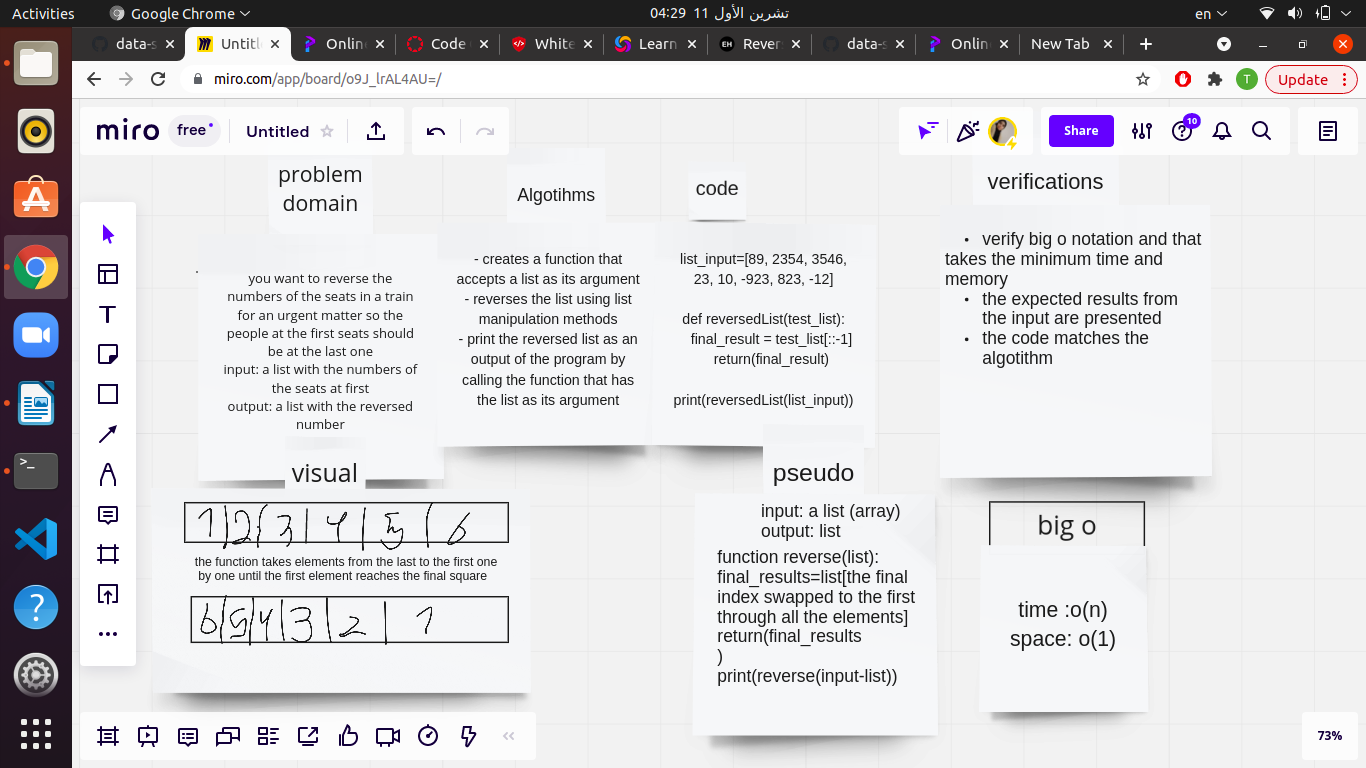 Activities
Google Chrome
04:29 11 تشرين الأول
en
data-s
Untitl
Online
Code
White
Learn
Rever
data-s
Online
New Tab
miro.com/app/board/o9J_lrAL4AU=/
T
Update
miro
free
Untitled
Share
10
problem
domain
you want to reverse the
numbers of the seats in a train
for an urgent matter so the
people at the first seats should
be at the last one
input: a list with the numbers of
the seats at first
output: a list with the reversed
number
Algotihms
- creates a function that
accepts a list as its argument
- reverses the list using list
manipulation methods
- print the reversed list as an
output of the program by
calling the function that has
the list as its argument
code
list_input=[89, 2354, 3546,
23, 10, -923, 823, -12]
def reversedList(test_list):
final_result = test_list[::-1]
return(final_result)
print(reversedList(list_input))
verifications
• verify big o notation and that
takes the minimum time and
memory
• the expected results from
the input are presented
• the code matches the
algotithm
visual
1 2 3 4 5 6
the function takes elements from the last to the first one
by one until the first element reaches the final square
6 5 4 3 2 1
pseudo
input: a list (array)
output: list
function reverse(list):
final_results=list[the final
index swapped to the first
through all the elements]
return(final_results
)
print(reverse(input-list))
big o
time :o(n)
space: o(1)
73%